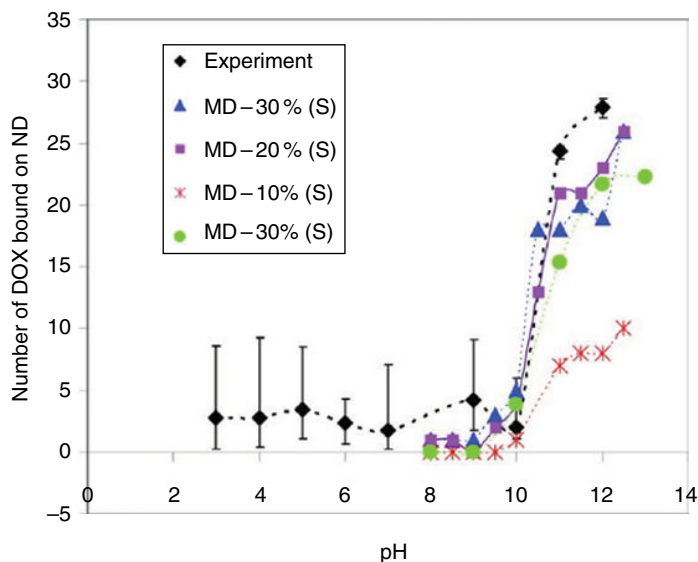 35
30
25
20
15
10
5
0
–5
Number of DOX bound on ND
Experiment
MD–30% (S)
MD–20% (S)
MD–10% (S)
MD–30% (S)
0 2 4 6 8 10 12 14
pH